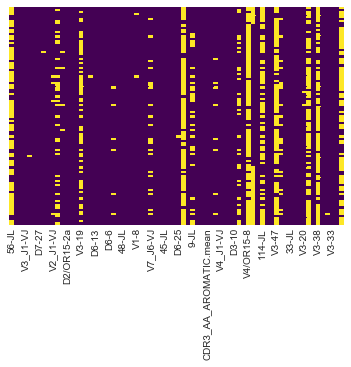 56-JL
V3_J1-VJ
D7-27
V2_J1-VJ
D2/OR15-2a
V3-19
D6-13
D6-6
48-JL
V1-8
V7_J6-VJ
45-JL
D6-25
9-JL
CDR3_AA_AROMATIC.mean
V4_J1-VJ
D3-10
V4/OR15-8
114-JL
V3-47
33-JL
V3-20
V3-38
V3-33